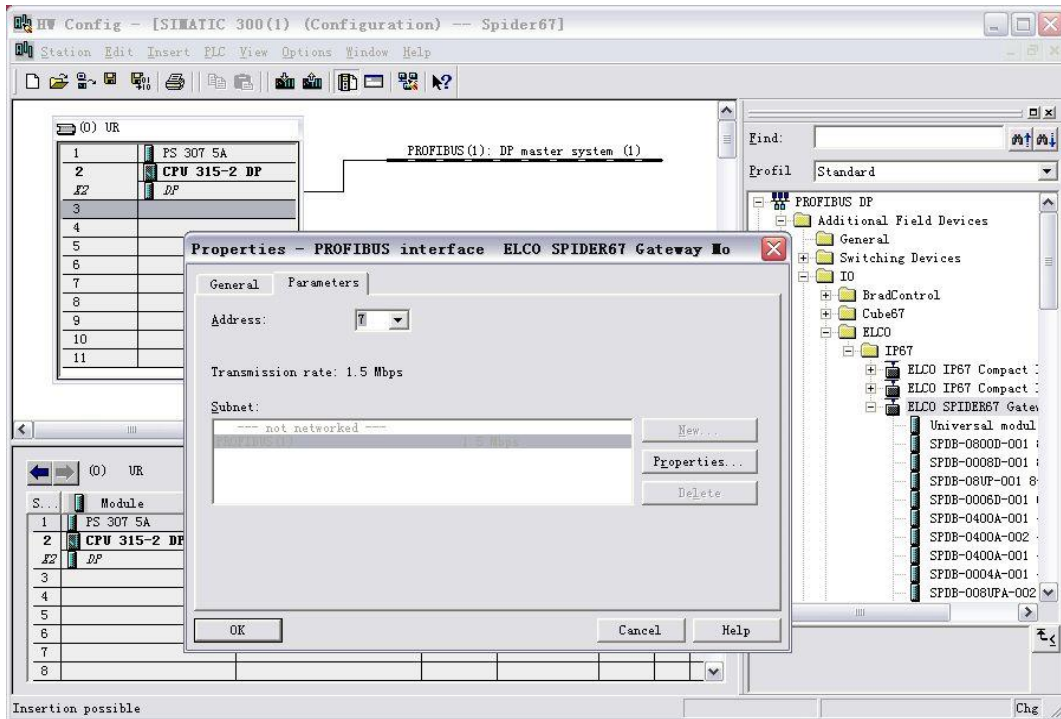 HW Config - [SIMATIC 300(1) (Configuration) -- Spider67]
Station Edit Insert PLC View Options Window Help
(0) UR
1 PS 307 5A
2 CPU 315-2 DP
X2 DP
3
4
5
6
7
8
9
10
11
PROFIBUS(1): DP master system (1)
Find:
Profil Standard
PROFIBUS DP
Additional Field Devices
General
Switching Devices
IO
BradControl
Cube67
ELCO
IP67
ELCO IP67 Compact
ELCO IP67 Compact
ELCO SPIDER67 Gatew
Universal modul
SPDB-0800D-001
SPDB-0008D-001
SPDB-08UP-001 8-
SPDB-0006D-001
SPDB-0400A-001
SPDB-0400A-002
SPDB-0400A-001
SPDB-0004A-001
SPDB-008UPA-002
Properties - PROFIBUS interface ELCO SPIDER67 Gateway Mo
General Parameters
Address: 7
Transmission rate: 1.5 Mbps
Subnet:
--- not networked ---
PROFIBUS(1) 1.5 Mbps
New...
Properties...
Delete
OK Cancel Help
(0) UR
S... Module
1 PS 307 5A
2 CPU 315-2 DP
X2 DP
3
4
5
6
7
8
Insertion possible Chg